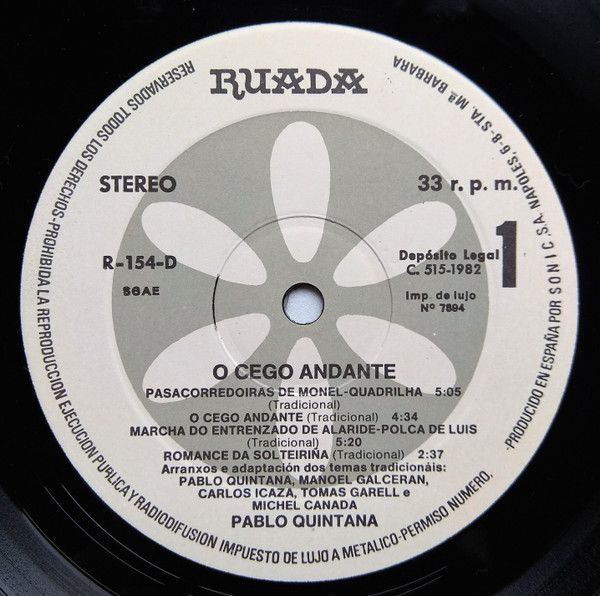 RUADA
STEREO
33 r. p. m.
R-154-D
SGAE
Depósito Legal
C. 515-1982
1
Imp. de lujo
Nº 7894
O CEGO ANDANTE
PASACORREDOIRAS DE MONEL-QUADRILHA 5:05
(Tradicional)
O CEGO ANDANTE (Tradicional) 4:34
MARCHA DO ENTRENZADO DE ALARIDE-POLCA DE LUIS
(Tradicional) 5:20
ROMANCE DA SOLTEIRIÑA (Tradicional) 2:37
Arranxos e adaptación dos temas tradicionáis:
PABLO QUINTANA, MANOEL GALCERAN,
CARLOS ICAZA, TOMAS GARELL e
MICHEL CANADA
PABLO QUINTANA
RESERVADOS TODOS LOS DERECHOS-PROHIBIDA LA REPRODUCCION EJECUCION PUBLICA Y RADIODIFUSION IMPUESTO DE LUJO A METALICO-PERMISO NUMERO.
-PRODUCIDO EN ESPAÑA POR SONIC S.A. NAPOLES, 6-8-STA. Mª BARBARA